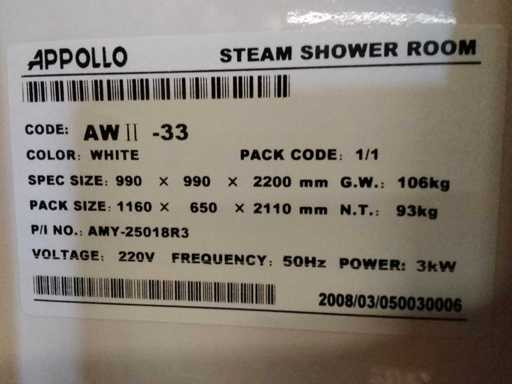 APPOLLO STEAM SHOWER ROOM
CODE: AW II -33
COLOR: WHITE PACK CODE: 1/1
SPEC SIZE: 990 × 990 × 2200 mm G.W.: 106kg
PACK SIZE: 1160 × 650 × 2110 mm N.T.: 93kg
P/I NO.: AMY-25018R3
VOLTAGE: 220V FREQUENCY: 50Hz POWER: 3kW
2008/03/050030006